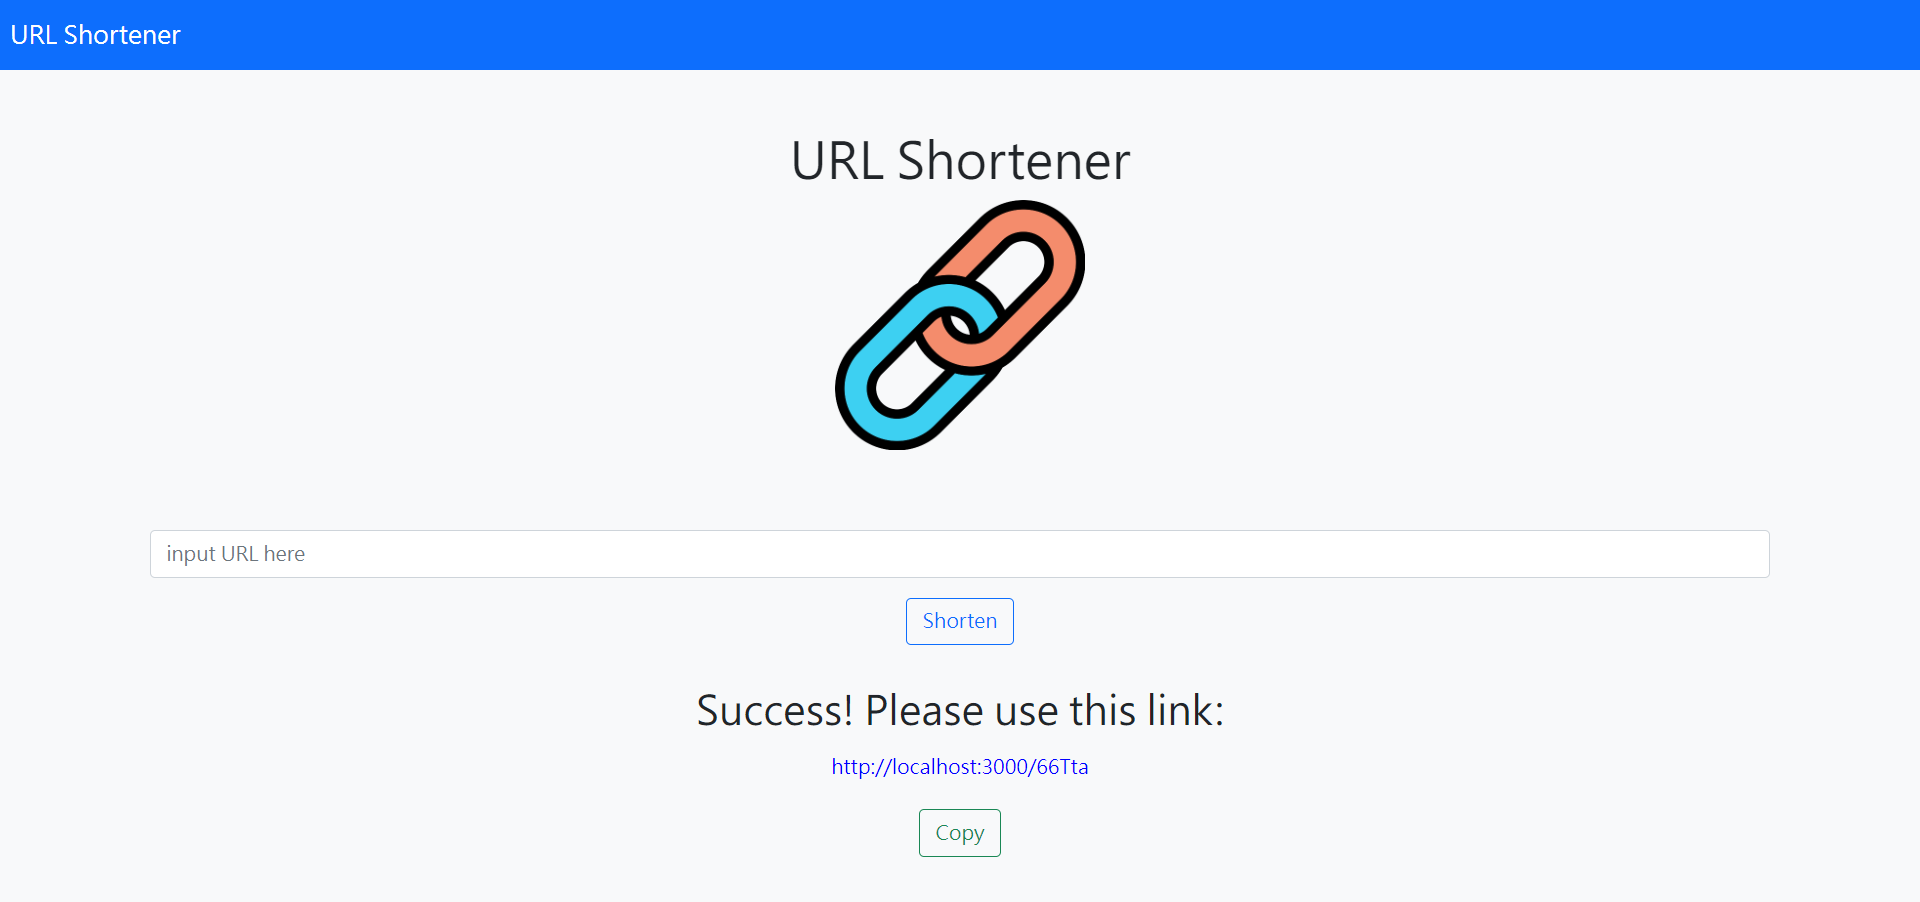 URL Shortener
URL Shortener
input URL here
Shorten
Success! Please use this link:
http://localhost:3000/66Tta
Copy